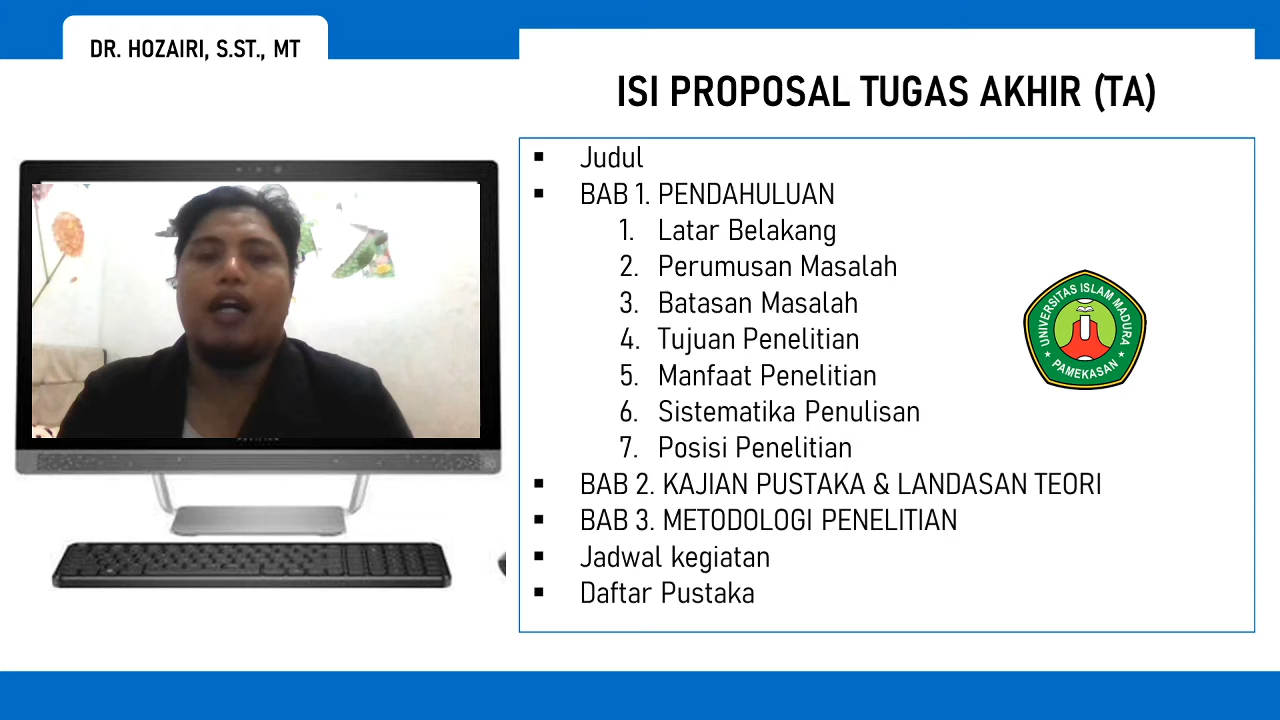 DR. HOZAIRI, S.ST., MT
ISI PROPOSAL TUGAS AKHIR (TA)
▪ Judul
▪ BAB 1. PENDAHULUAN
1. Latar Belakang
2. Perumusan Masalah
3. Batasan Masalah
4. Tujuan Penelitian
5. Manfaat Penelitian
6. Sistematika Penulisan
7. Posisi Penelitian
▪ BAB 2. KAJIAN PUSTAKA & LANDASAN TEORI
▪ BAB 3. METODOLOGI PENELITIAN
▪ Jadwal kegiatan
▪ Daftar Pustaka
UNIVERSITAS ISLAM MADURA
PAMEKASAN